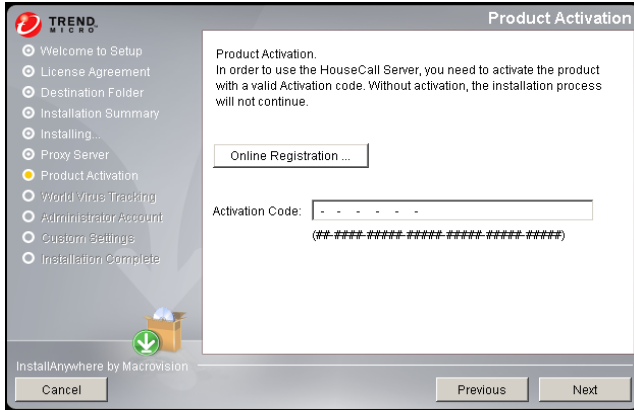 TREND
MICRO
Product Activation
Welcome to Setup
License Agreement
Destination Folder
Installation Summary
Installing...
Proxy Server
Product Activation
World Virus Tracking
Administrator Account
Custom Settings
Installation Complete
Product Activation.
In order to use the HouseCall Server, you need to activate the product
with a valid Activation code. Without activation, the installation process
will not continue.
Online Registration ...
Activation Code: - - - - - -
(##-####-#####-#####-#####-#####-#####)
InstallAnywhere by Macrovision
Cancel
Previous
Next